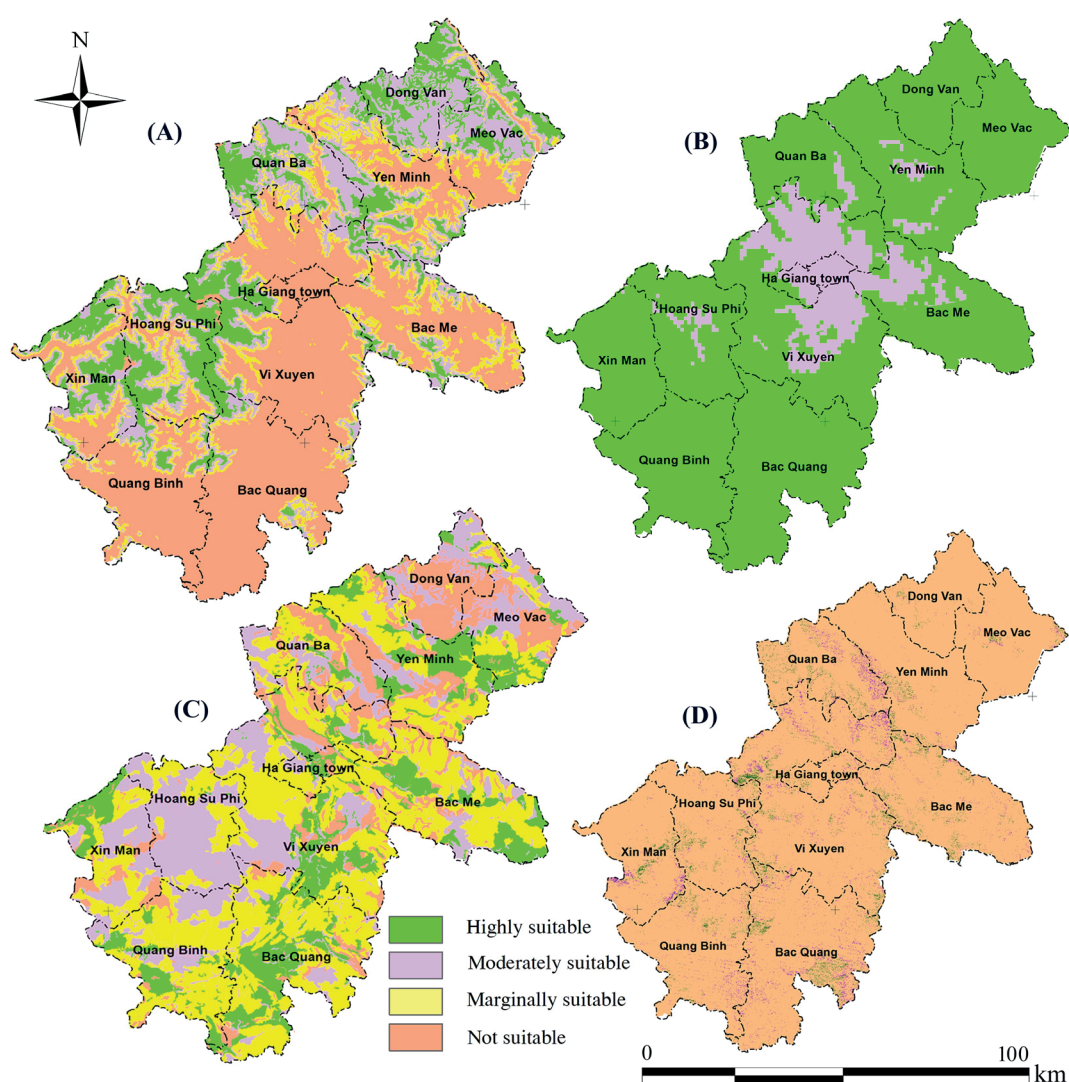 N
(A)
Dong Van
Meo Vac
Quan Ba
Yen Minh
Ha Giang town
Hoang Su Phi
Bac Me
Xin Man
Vi Xuyen
Quang Binh
Bac Quang
(B)
Dong Van
Meo Vac
Quan Ba
Yen Minh
Ha Giang town
Hoang Su Phi
Bac Me
Xin Man
Vi Xuyen
Quang Binh
Bac Quang
(C)
Dong Van
Meo Vac
Quan Ba
Yen Minh
Ha Giang town
Hoang Su Phi
Bac Me
Xin Man
Vi Xuyen
Quang Binh
Bac Quang
(D)
Dong Van
Meo Vac
Quan Ba
Yen Minh
Ha Giang town
Hoang Su Phi
Bac Me
Xin Man
Vi Xuyen
Quang Binh
Bac Quang
Highly suitable
Moderately suitable
Marginally suitable
Not suitable
0 100
km